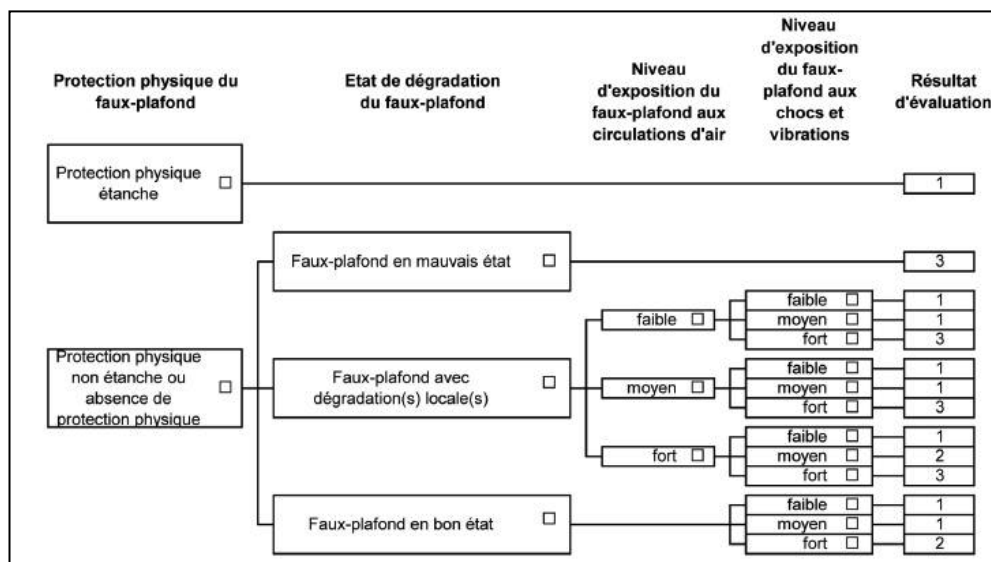 Protection physique du
faux-plafond
Etat de dégradation
du faux-plafond
Niveau
d'exposition du
faux-plafond aux
circulations d'air
Niveau
d'exposition
du faux-
plafond aux
chocs et
vibrations
Résultat
d'évaluation
Protection physique
étanche
1
Faux-plafond en mauvais état
3
Protection physique
non étanche ou
absence de
protection physique
Faux-plafond avec
dégradation(s) locale(s)
faible
faible
1
moyen
1
fort
3
moyen
faible
1
moyen
1
fort
3
fort
faible
1
moyen
2
fort
3
Faux-plafond en bon état
faible
1
moyen
1
fort
2